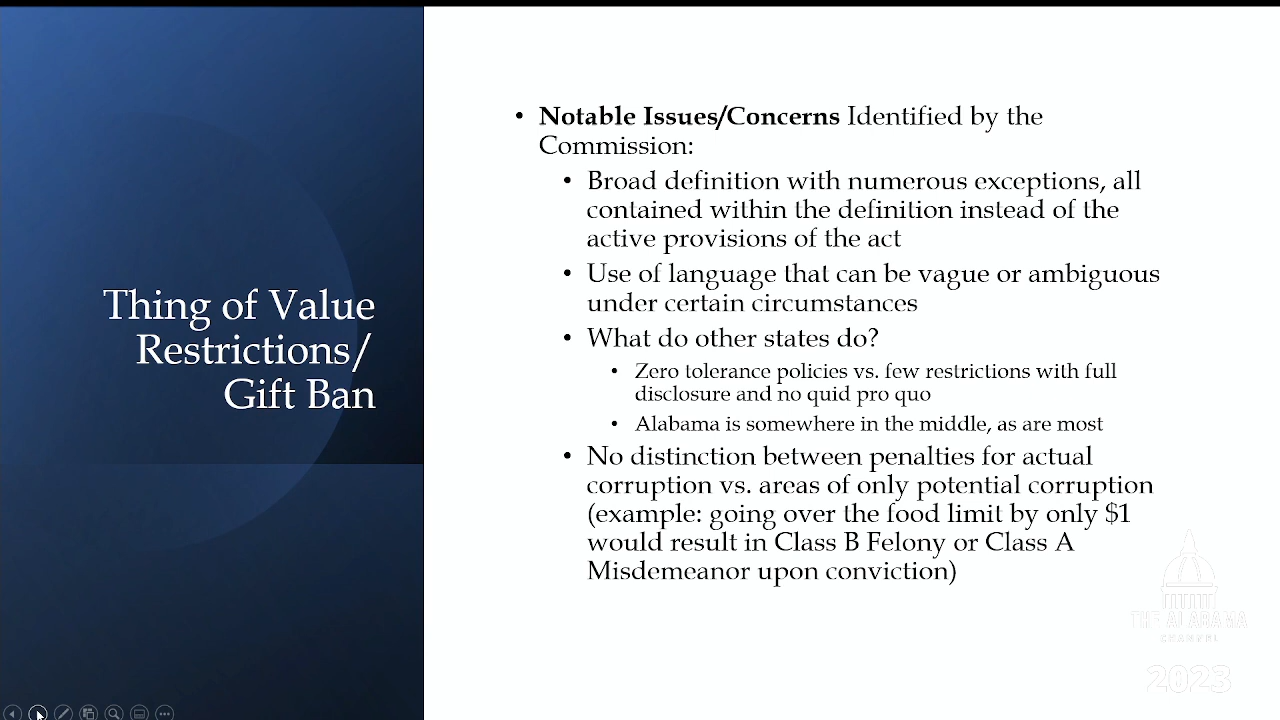 Thing of Value
Restrictions/
Gift Ban
• Notable Issues/Concerns Identified by the
Commission:
• Broad definition with numerous exceptions, all
contained within the definition instead of the
active provisions of the act
• Use of language that can be vague or ambiguous
under certain circumstances
• What do other states do?
• Zero tolerance policies vs. few restrictions with full
disclosure and no quid pro quo
• Alabama is somewhere in the middle, as are most
• No distinction between penalties for actual
corruption vs. areas of only potential corruption
(example: going over the food limit by only $1
would result in Class B Felony or Class A
Misdemeanor upon conviction)
THE ALABAMA
CHANNEL
2023